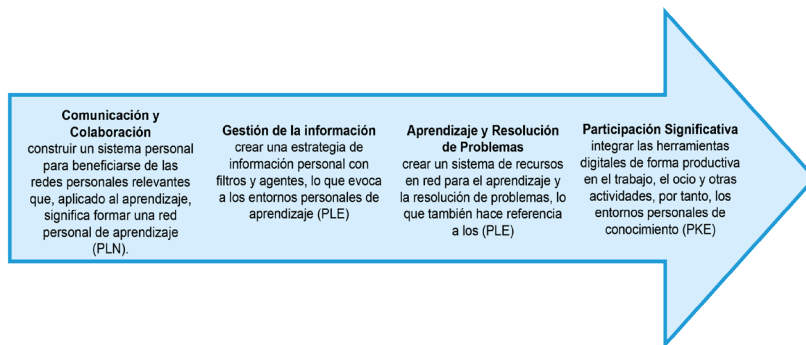 Comunicación y
Colaboración
construir un sistema personal
para beneficiarse de las
redes personales relevantes
que, aplicado al aprendizaje,
significa formar una red
personal de aprendizaje
(PLN).
Gestión de la información
crear una estrategia de
información personal con
filtros y agentes, lo que evoca
a los entornos personales de
aprendizaje (PLE)
Aprendizaje y Resolución
de Problemas
crear un sistema de recursos
en red para el aprendizaje y
la resolución de problemas, lo
que también hace referencia
a los (PLE)
Participación Significativa
integrar las herramientas
digitales de forma productiva
en el trabajo, el ocio y otras
actividades, por tanto, los
entornos personales de
conocimiento (PKE)